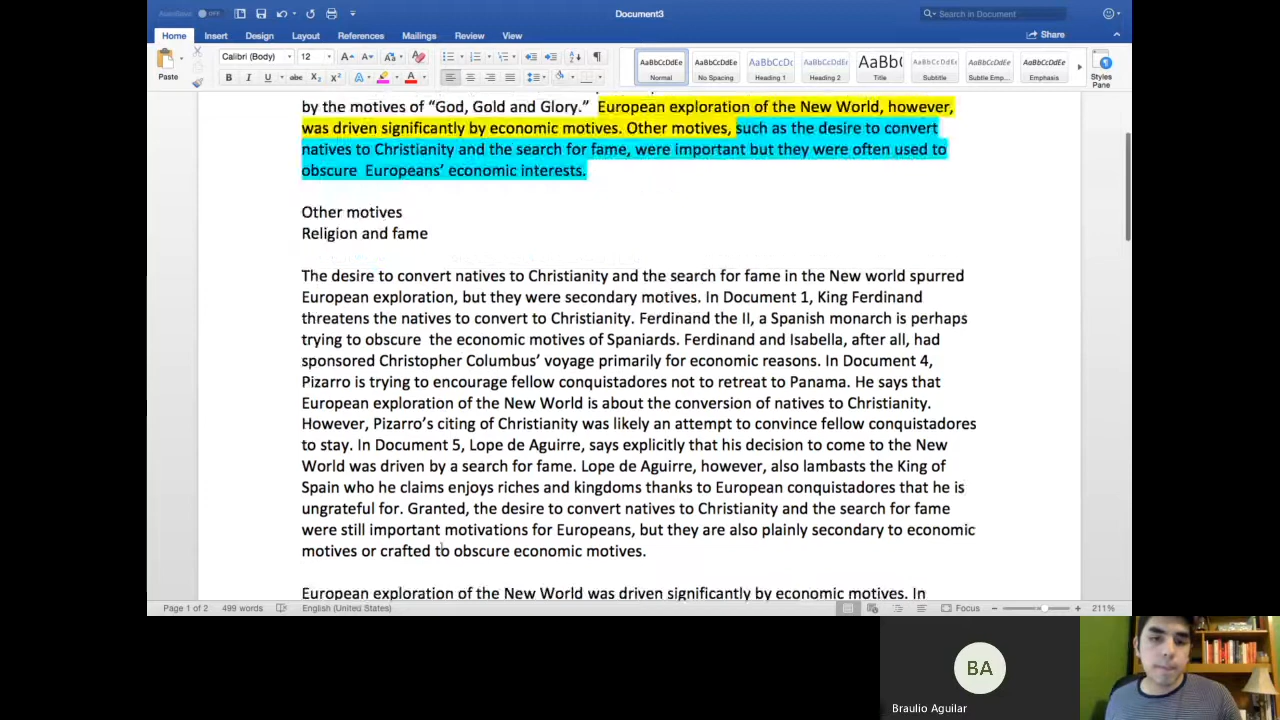 AutoSave OFF
Document3
Search in Document
Home Insert Design Layout References Mailings Review View
Share
Paste
Calibri (Body) 12
B I U abc X₂ X²
AaBbCcDdEe AaBbCcDdEe AaBbCcDc AaBbCcDdEe AaBbC AaBbCcDdEe AaBbCcDdEe AaBbCcDdEe
Normal No Spacing Heading 1 Heading 2 Title Subtitle Subtle Emp... Emphasis
Styles
Pane
by the motives of “God, Gold and Glory.” European exploration of the New World, however,
was driven significantly by economic motives. Other motives, such as the desire to convert
natives to Christianity and the search for fame, were important but they were often used to
obscure Europeans’ economic interests.
Other motives
Religion and fame
The desire to convert natives to Christianity and the search for fame in the New world spurred
European exploration, but they were secondary motives. In Document 1, King Ferdinand
threatens the natives to convert to Christianity. Ferdinand the II, a Spanish monarch is perhaps
trying to obscure the economic motives of Spaniards. Ferdinand and Isabella, after all, had
sponsored Christopher Columbus’ voyage primarily for economic reasons. In Document 4,
Pizarro is trying to encourage fellow conquistadores not to retreat to Panama. He says that
European exploration of the New World is about the conversion of natives to Christianity.
However, Pizarro’s citing of Christianity was likely an attempt to convince fellow conquistadores
to stay. In Document 5, Lope de Aguirre, says explicitly that his decision to come to the New
World was driven by a search for fame. Lope de Aguirre, however, also lambasts the King of
Spain who he claims enjoys riches and kingdoms thanks to European conquistadores that he is
ungrateful for. Granted, the desire to convert natives to Christianity and the search for fame
were still important motivations for Europeans, but they are also plainly secondary to economic
motives or crafted to obscure economic motives.
European exploration of the New World was driven significantly by economic motives. In
Page 1 of 2 499 words English (United States) Focus 211%
BA
Braulio Aguilar